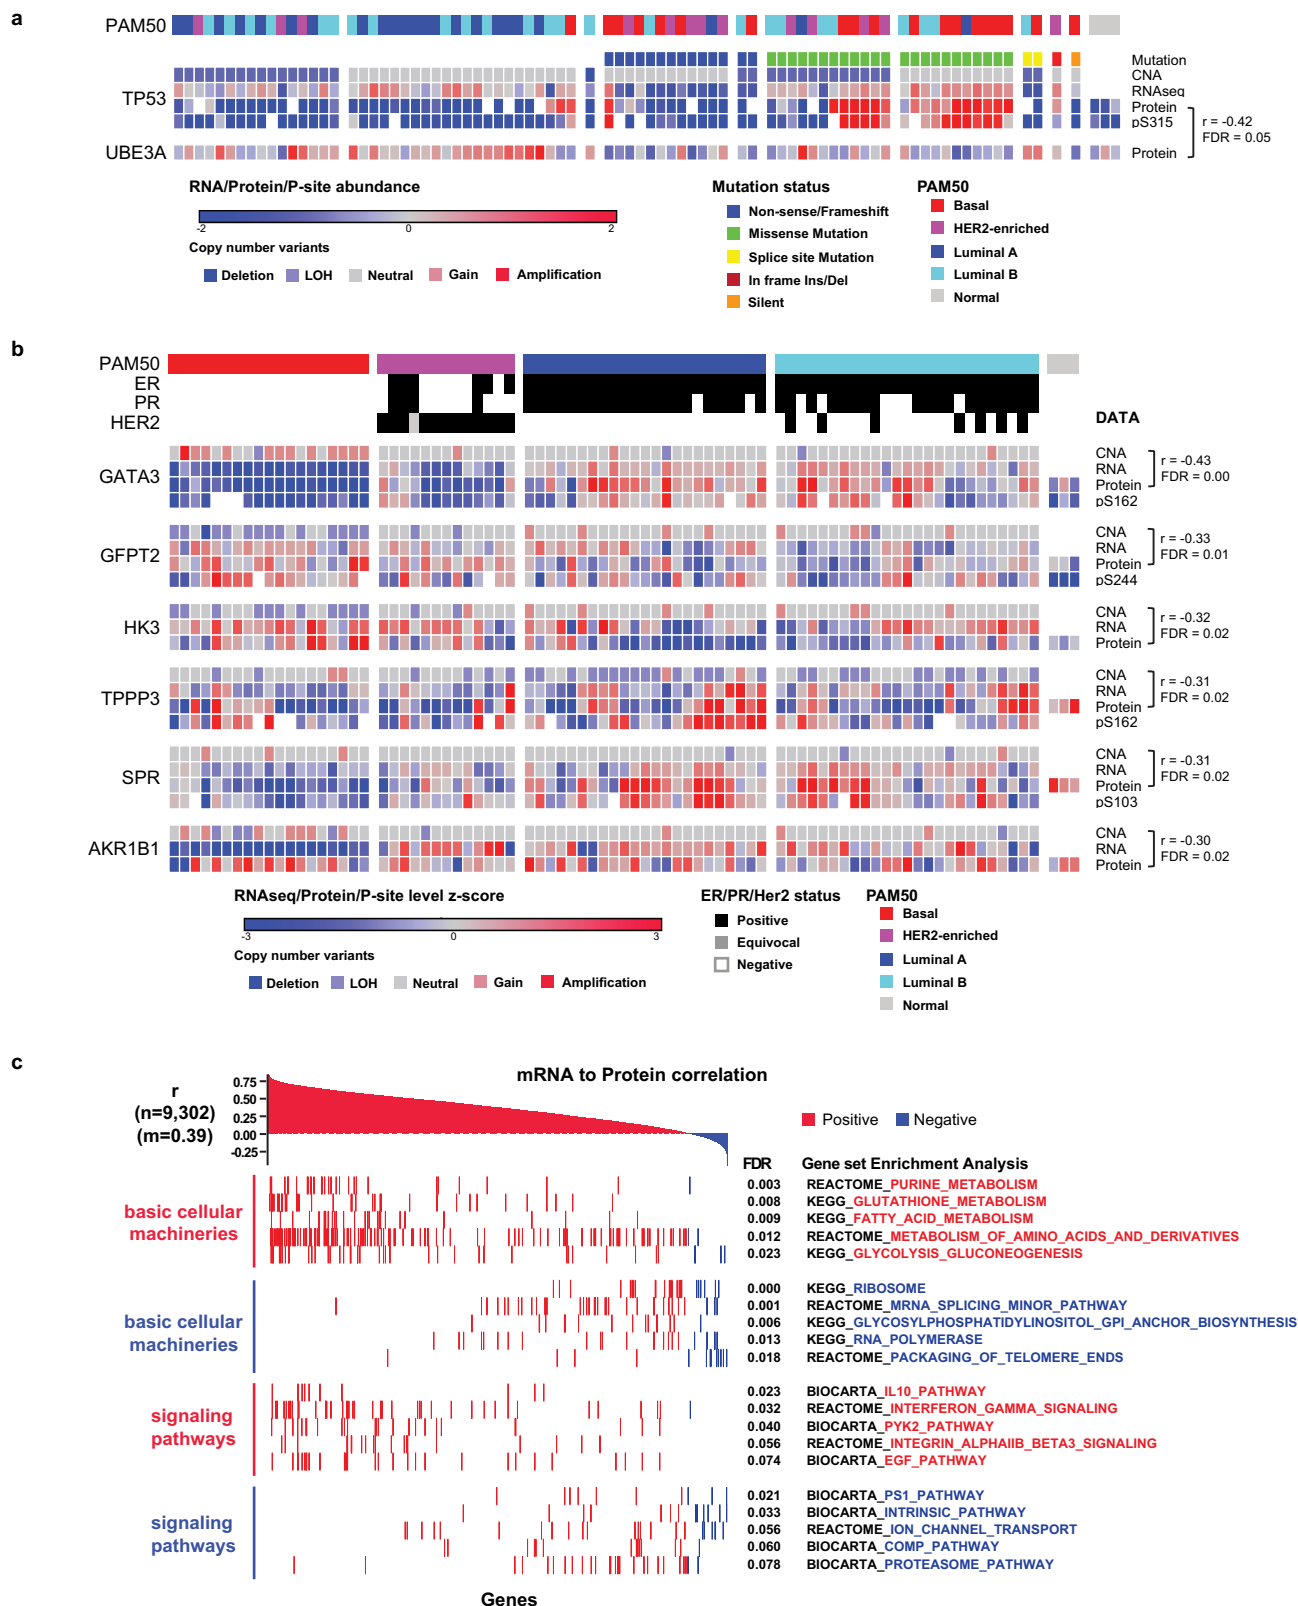 a
PAM50
Mutation
CNA
RNAseq
TP53
Protein
pS315
r = -0.42
FDR = 0.05
UBE3A
Protein
RNA/Protein/P-site abundance
-2
0
2
Copy number variants
Deletion
LOH
Neutral
Gain
Amplification
Mutation status
Non-sense/Frameshift
Missense Mutation
Splice site Mutation
In frame Ins/Del
Silent
PAM50
Basal
HER2-enriched
Luminal A
Luminal B
Normal
b
PAM50
ER
PR
HER2
DATA
GATA3
CNA
RNA
Protein
pS162
r = -0.43
FDR = 0.00
GFPT2
CNA
RNA
Protein
pS244
r = -0.33
FDR = 0.01
HK3
CNA
RNA
Protein
r = -0.32
FDR = 0.02
TPPP3
CNA
RNA
Protein
pS162
r = -0.31
FDR = 0.02
SPR
CNA
RNA
Protein
pS103
r = -0.31
FDR = 0.02
AKR1B1
CNA
RNA
Protein
r = -0.30
FDR = 0.02
RNAseq/Protein/P-site level z-score
-3
0
3
Copy number variants
Deletion
LOH
Neutral
Gain
Amplification
ER/PR/Her2 status
Positive
Equivocal
Negative
PAM50
Basal
HER2-enriched
Luminal A
Luminal B
Normal
c
mRNA to Protein correlation
r
(n=9,302)
(m=0.39)
0.75
0.50
0.25
0.00
-0.25
Positive
Negative
FDR Gene set Enrichment Analysis
basic cellular
machineries
0.003 REACTOME_PURINE_METABOLISM
0.008 KEGG_GLUTATHIONE_METABOLISM
0.009 KEGG_FATTY_ACID_METABOLISM
0.012 REACTOME_METABOLISM_OF_AMINO_ACIDS_AND_DERIVATIVES
0.023 KEGG_GLYCOLYSIS_GLUCONEOGENESIS
basic cellular
machineries
0.000 KEGG_RIBOSOME
0.001 REACTOME_MRNA_SPLICING_MINOR_PATHWAY
0.006 KEGG_GLYCOSYLPHOSPHATIDYLINOSITOL_GPI_ANCHOR_BIOSYNTHESIS
0.013 KEGG_RNA_POLYMERASE
0.018 REACTOME_PACKAGING_OF_TELOMERE_ENDS
signaling
pathways
0.023 BIOCARTA_IL10_PATHWAY
0.032 REACTOME_INTERFERON_GAMMA_SIGNALING
0.040 BIOCARTA_PYK2_PATHWAY
0.056 REACTOME_INTEGRIN_ALPHAIIB_BETA3_SIGNALING
0.074 BIOCARTA_EGF_PATHWAY
signaling
pathways
0.021 BIOCARTA_PS1_PATHWAY
0.033 BIOCARTA_INTRINSIC_PATHWAY
0.056 REACTOME_ION_CHANNEL_TRANSPORT
0.060 BIOCARTA_COMP_PATHWAY
0.078 BIOCARTA_PROTEASOME_PATHWAY
Genes